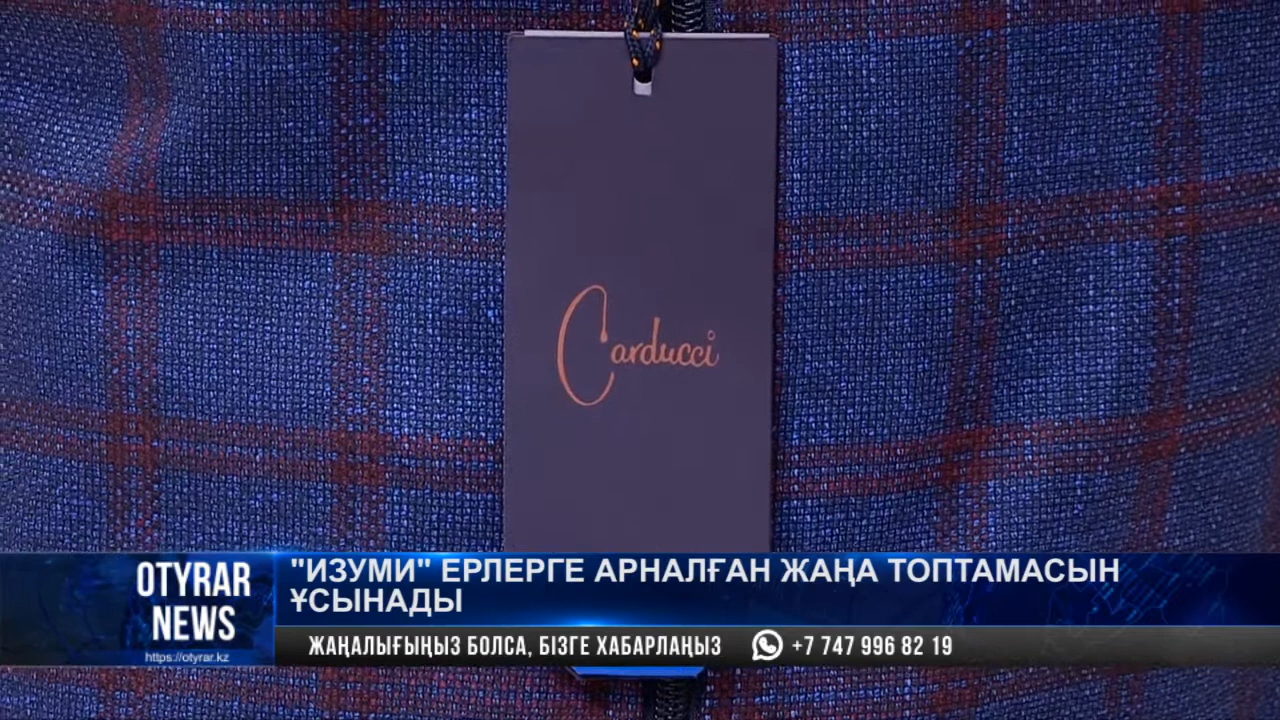 Carducci
"ИЗУМИ" ЕРЛЕРГЕ АРНАЛҒАН ЖАҢА ТОПТАМАСЫН
ҰСЫНАДЫ
OTYRAR
NEWS
https://otyrar.kz
ЖАҢАЛЫҒЫҢЫЗ БОЛСА, БІЗГЕ ХАБАРЛАҢЫЗ +7 747 996 82 19